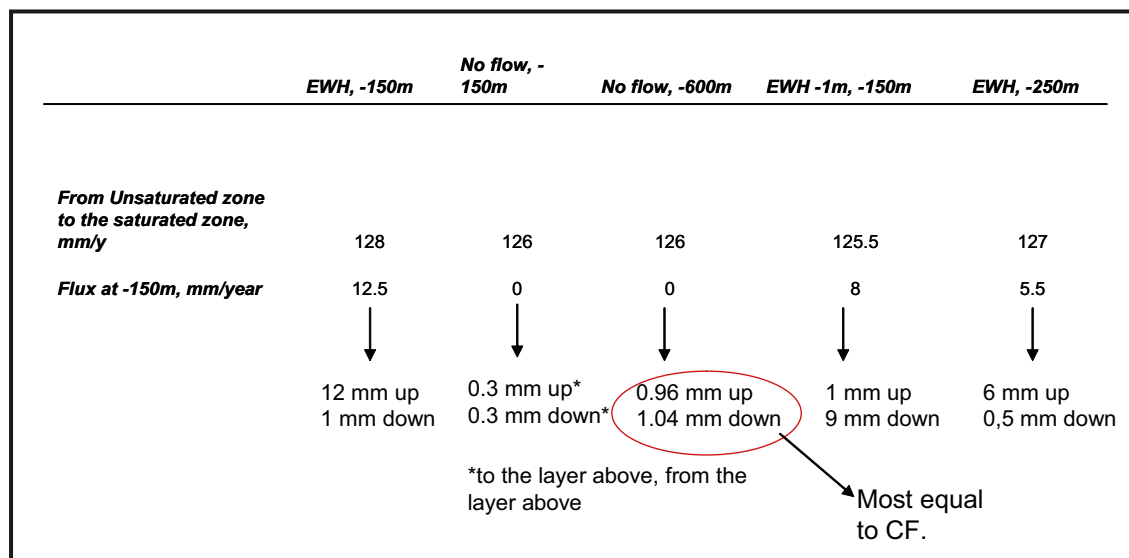 EWH, -150m
No flow, -
150m
No flow, -600m
EWH -1m, -150m
EWH, -250m
From Unsaturated zone
to the saturated zone,
mm/y
128
126
126
125.5
127
Flux at -150m, mm/year
12.5
0
0
8
5.5
12 mm up
1 mm down
0.3 mm up*
0.3 mm down*
0.96 mm up
1.04 mm down
1 mm up
9 mm down
6 mm up
0,5 mm down
*to the layer above, from the
layer above
Most equal
to CF.